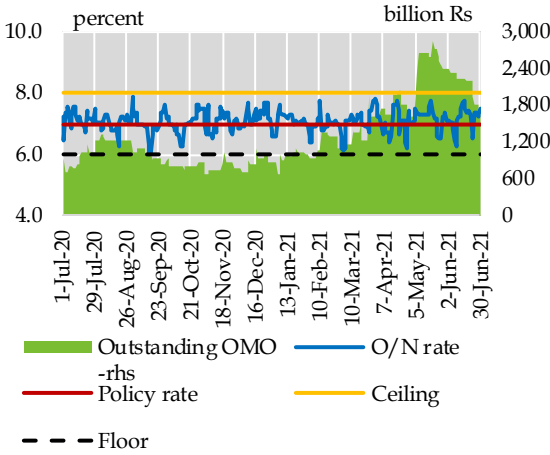 percent billion Rs
10.0 3,000
2,400
8.0 1,800
1,200
6.0 600
4.0 0
1-Jul-20
29-Jul-20
26-Aug-20
23-Sep-20
21-Oct-20
18-Nov-20
16-Dec-20
13-Jan-21
10-Feb-21
10-Mar-21
7-Apr-21
5-May-21
2-Jun-21
30-Jun-21
Outstanding OMO
-rhs
O/N rate
Policy rate
Ceiling
Floor